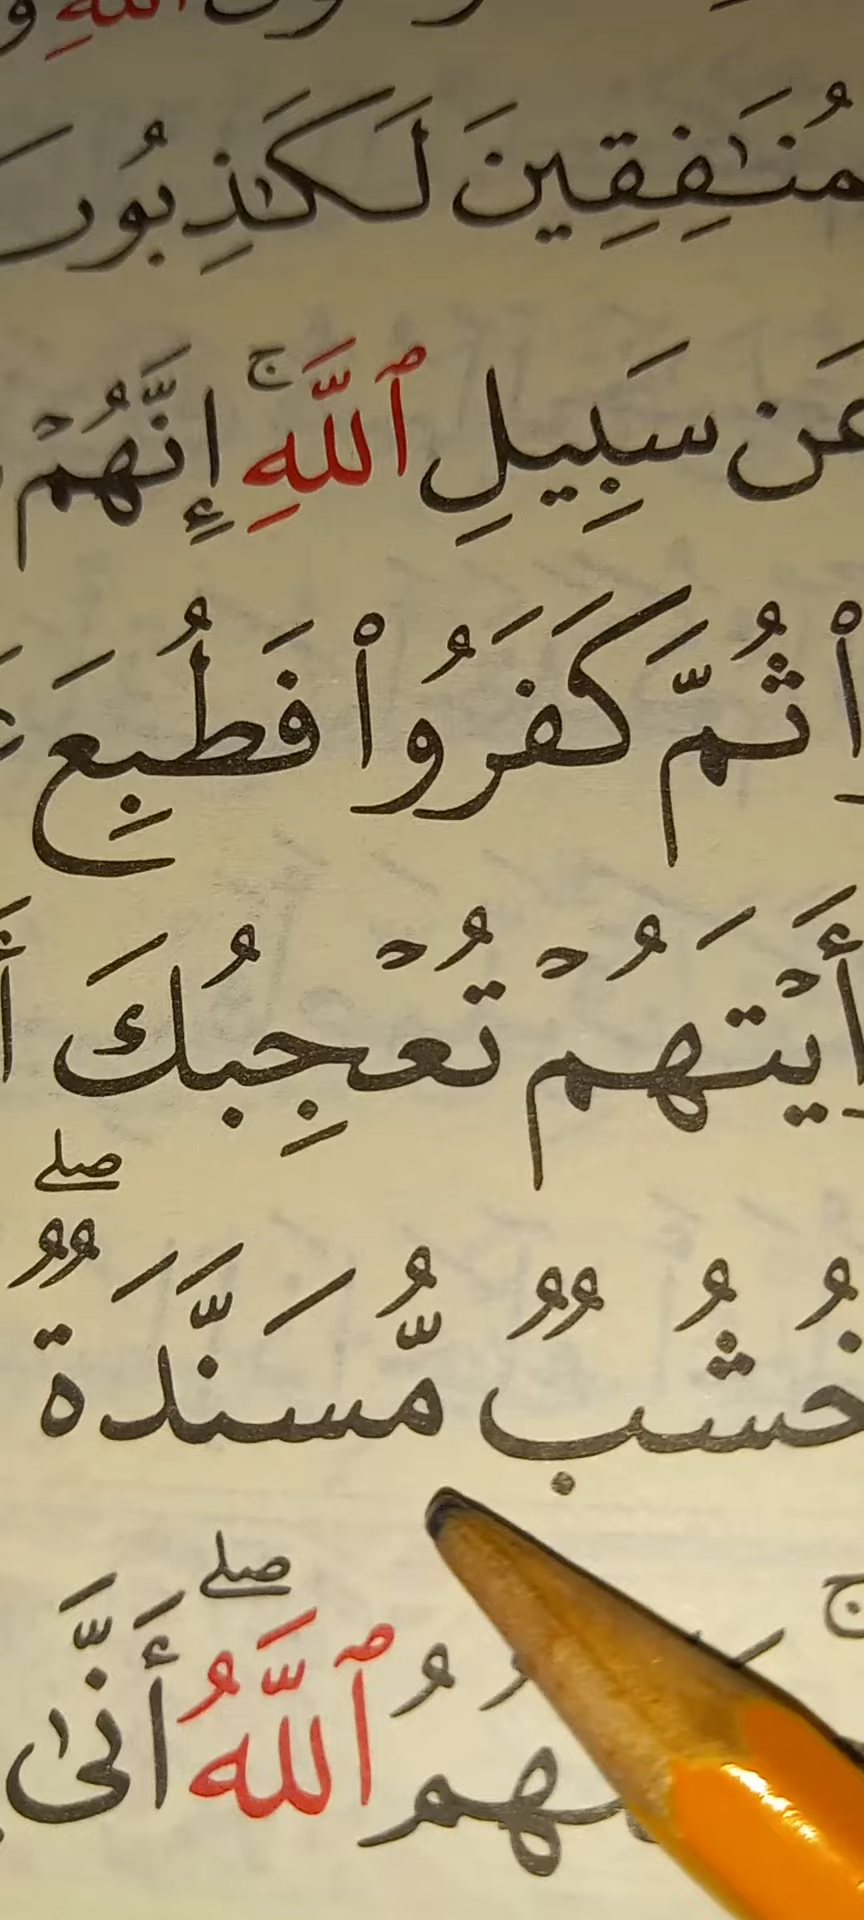 ٱللَّهِ
مُنَـٰفِقِينَ لَكَـٰذِبُونَ
عَن سَبِيلِ ٱللَّهِ ۚ إِنَّهُمْ
ثُمَّ كَفَرُوا۟ فَطُبِعَ
أَيْتَهُمْ تُعْجِبُكَ
خُشُبٌ مُّسَنَّدَةٌ ۖ
هُمُ ٱللَّهُ ۖ أَنَّىٰ